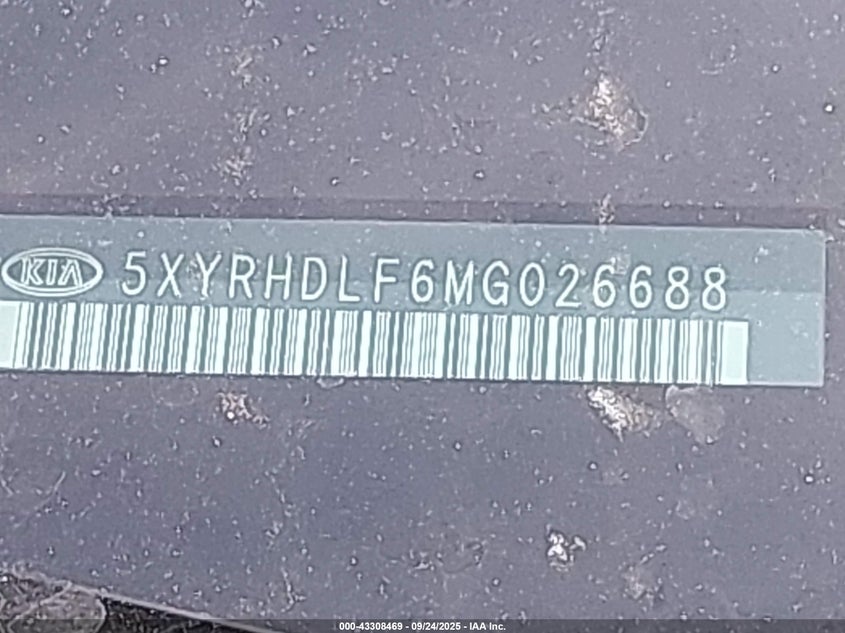 KIA 5XYRHDLF6MG026688
000-43308469 - 09/24/2025 - IAA Inc.